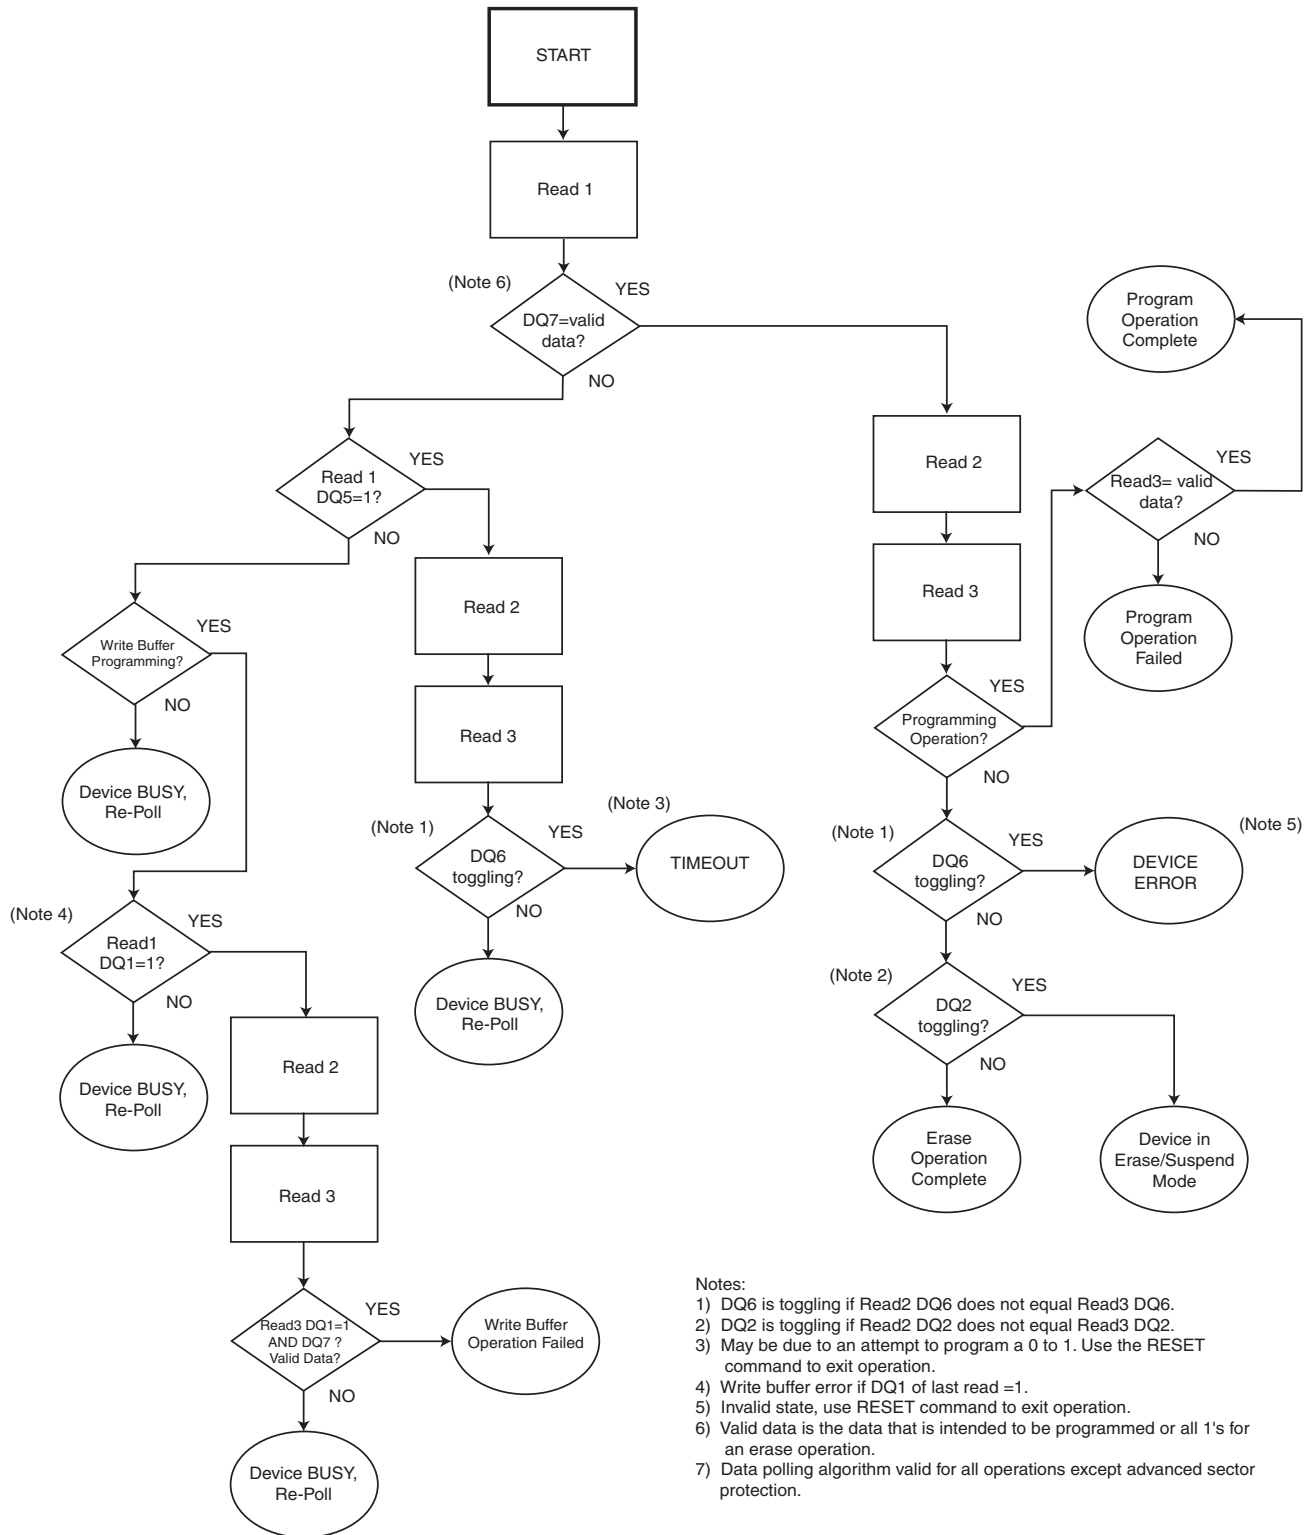 START
Read 1
(Note 6)
YES
DQ7=valid
data?
NO
Program
Operation
Complete
Read 1
DQ5=1?
YES
NO
Read 2
Read3= valid
data?
YES
NO
Write Buffer
Programming?
YES
NO
Read 2
Read 3
Program
Operation
Failed
Device BUSY,
Re-Poll
Read 3
Programming
Operation?
YES
NO
(Note 1)
DQ6
toggling?
YES
NO
(Note 3)
TIMEOUT
(Note 1)
DQ6
toggling?
YES
NO
DEVICE
ERROR
(Note 5)
(Note 4)
Read1
DQ1=1?
YES
NO
Device BUSY,
Re-Poll
(Note 2)
DQ2
toggling?
YES
NO
Device BUSY,
Re-Poll
Read 2
Read 3
Erase
Operation
Complete
Device in
Erase/Suspend
Mode
Read3 DQ1=1
AND DQ7 ?
Valid Data?
YES
NO
Write Buffer
Operation Failed
Device BUSY,
Re-Poll
Notes:
1) DQ6 is toggling if Read2 DQ6 does not equal Read3 DQ6.
2) DQ2 is toggling if Read2 DQ2 does not equal Read3 DQ2.
3) May be due to an attempt to program a 0 to 1. Use the RESET
command to exit operation.
4) Write buffer error if DQ1 of last read =1.
5) Invalid state, use RESET command to exit operation.
6) Valid data is the data that is intended to be programmed or all 1's for
an erase operation.
7) Data polling algorithm valid for all operations except advanced sector
protection.